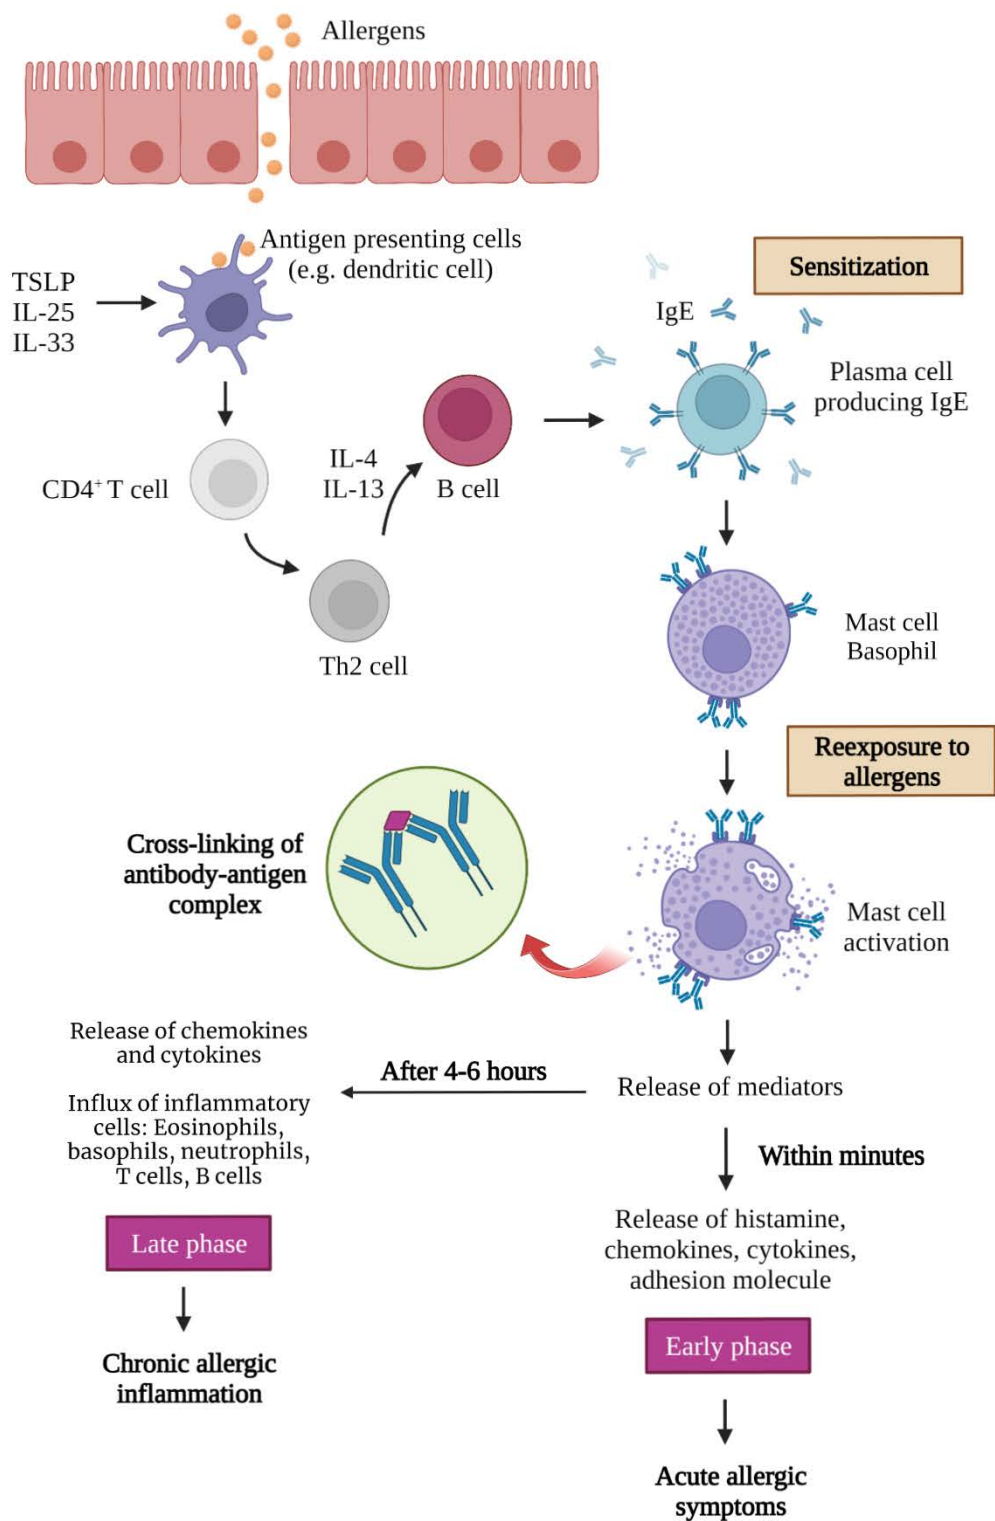 Allergens
Antigen presenting cells
(e.g. dendritic cell)
TSLP
IL-25
IL-33
Sensitization
IgE
Plasma cell
producing IgE
CD4⁺ T cell
IL-4
IL-13
B cell
Th2 cell
Mast cell
Basophil
Reexposure to
allergens
Cross-linking of
antibody-antigen
complex
Mast cell
activation
Release of chemokines
and cytokines
After 4-6 hours
Release of mediators
Influx of inflammatory
cells: Eosinophils,
basophils, neutrophils,
T cells, B cells
Within minutes
Late phase
Release of histamine,
chemokines, cytokines,
adhesion molecule
Early phase
Chronic allergic
inflammation
Acute allergic
symptoms